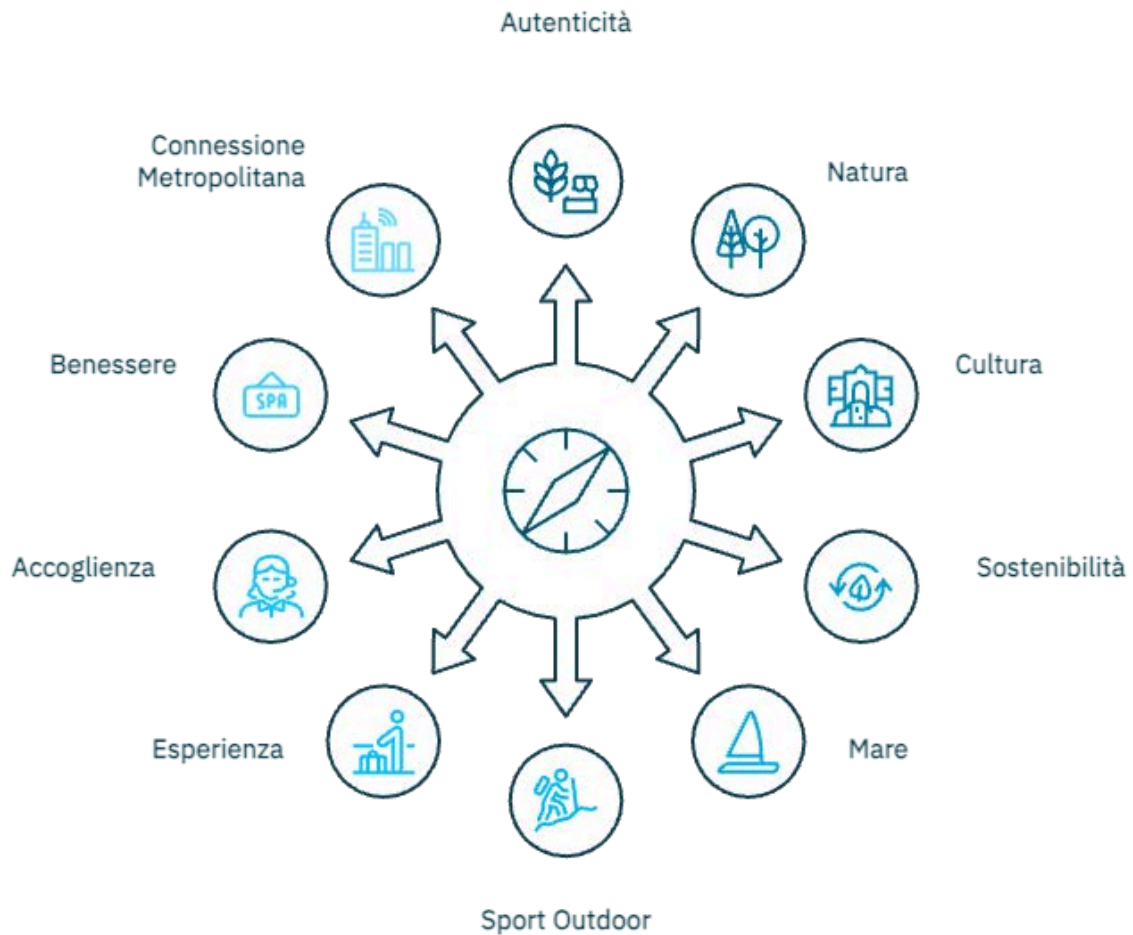 Autenticità
Connessione
Metropolitana
Natura
Benessere
SPA
Cultura
Accoglienza
Sostenibilità
Esperienza
Mare
Sport Outdoor